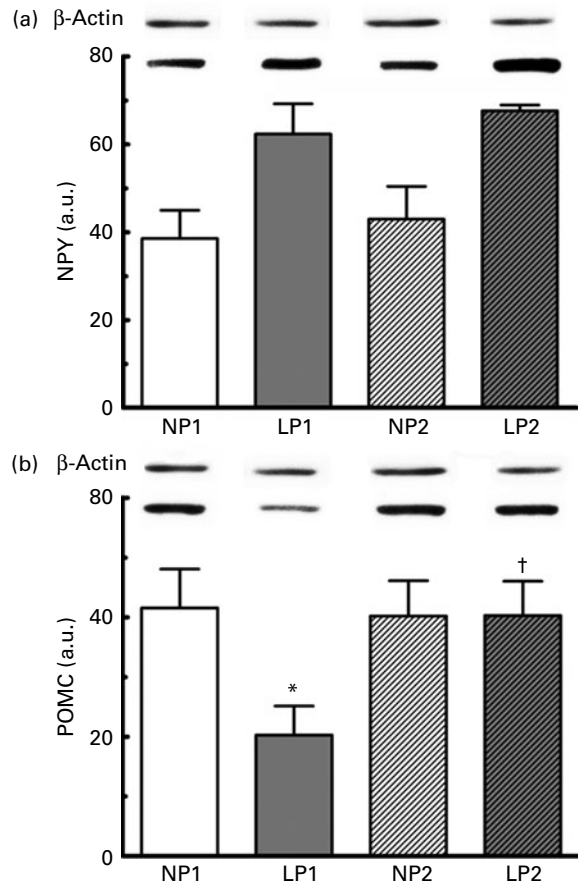 (a) β-Actin
80
60
40
20
0
NPY (a.u.)
NP1 LP1 NP2 LP2
(b) β-Actin
80
40
20
0
POMC (a.u.)
*
†
NP1 LP1 NP2 LP2